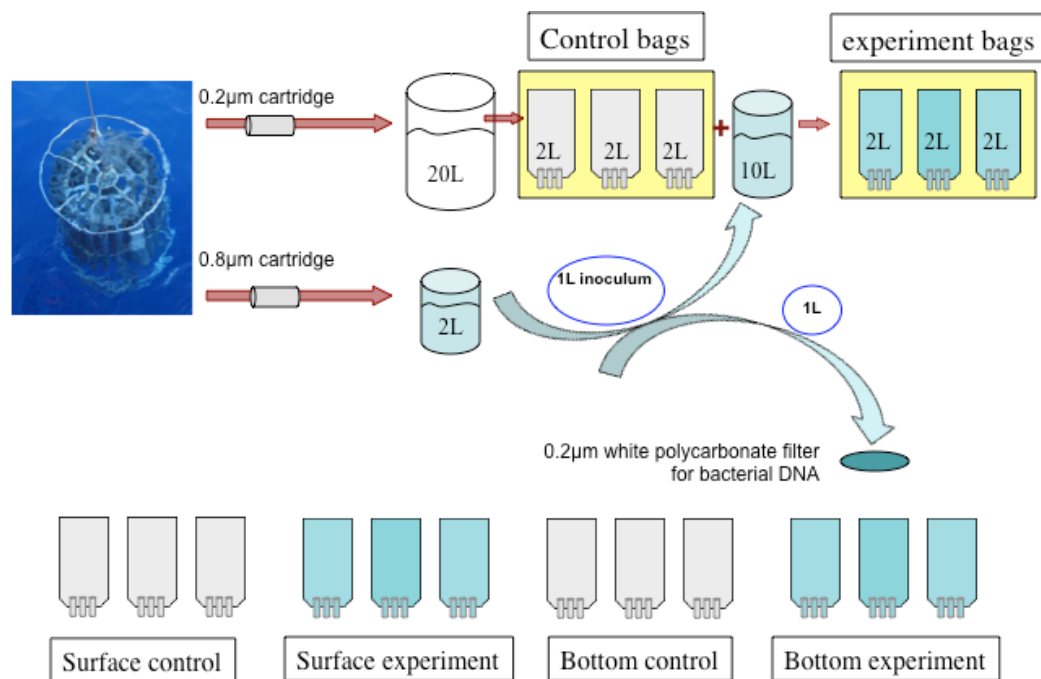 Control bags
experiment bags
0.2µm cartridge
20L
2L
2L
2L
+
10L
2L
2L
2L
0.8µm cartridge
2L
1L inoculum
1L
0.2µm white polycarbonate filter
for bacterial DNA
Surface control
Surface experiment
Bottom control
Bottom experiment